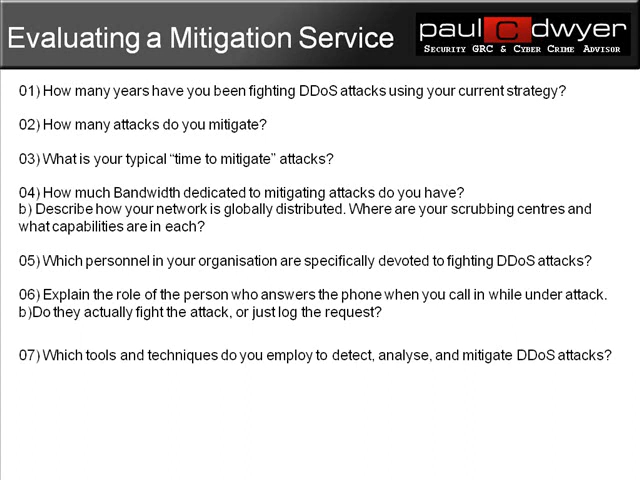 Evaluating a Mitigation Service
paul C dwyer
SECURITY GRC & CYBER CRIME ADVISOR
01) How many years have you been fighting DDoS attacks using your current strategy?
02) How many attacks do you mitigate?
03) What is your typical “time to mitigate” attacks?
04) How much Bandwidth dedicated to mitigating attacks do you have?
b) Describe how your network is globally distributed. Where are your scrubbing centres and
what capabilities are in each?
05) Which personnel in your organisation are specifically devoted to fighting DDoS attacks?
06) Explain the role of the person who answers the phone when you call in while under attack.
b)Do they actually fight the attack, or just log the request?
07) Which tools and techniques do you employ to detect, analyse, and mitigate DDoS attacks?